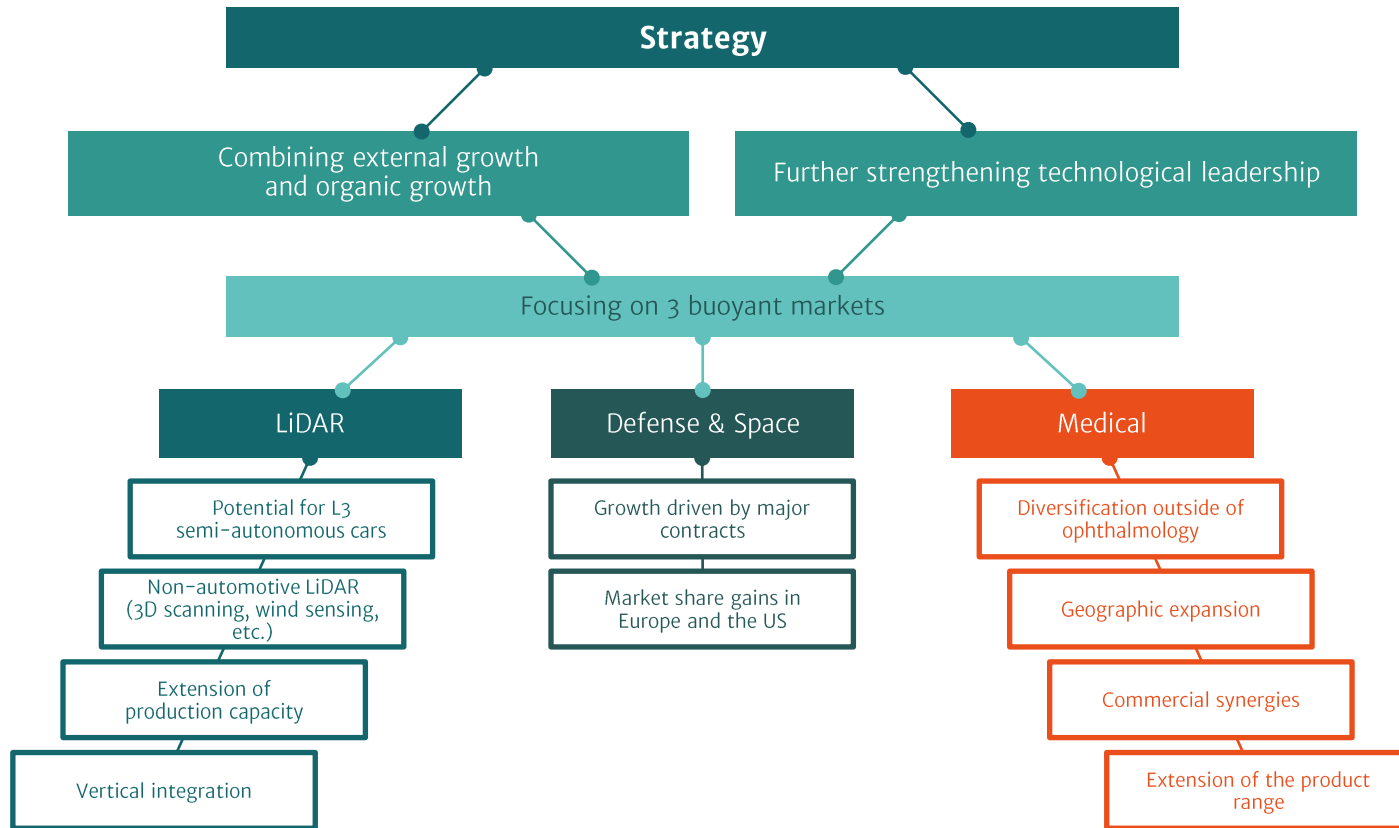 Strategy
Combining external growth
and organic growth
Further strengthening technological leadership
Focusing on 3 buoyant markets
LiDAR
Potential for L3
semi-autonomous cars
Non-automotive LiDAR
(3D scanning, wind sensing,
etc.)
Extension of
production capacity
Vertical integration
Defense & Space
Growth driven by major
contracts
Market share gains in
Europe and the US
Medical
Diversification outside of
ophthalmology
Geographic expansion
Commercial synergies
Extension of the product
range